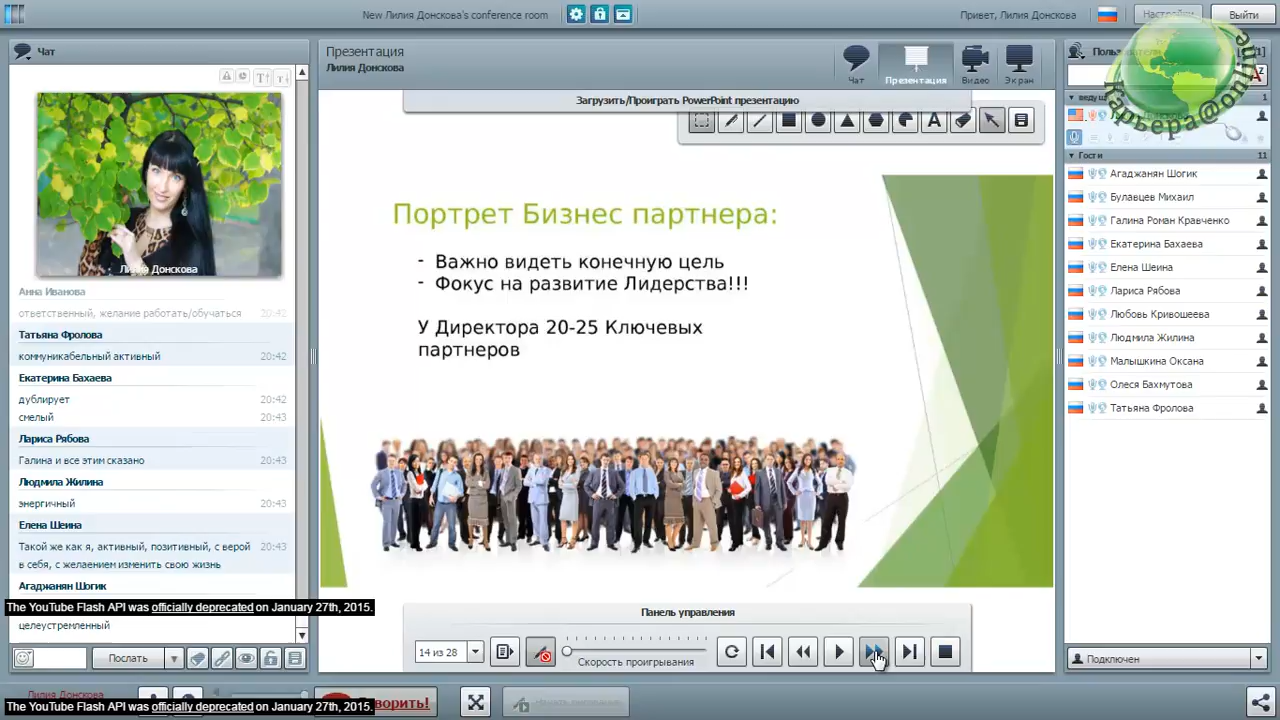 New Лилия Донскова's conference room
Привет, Лилия Донскова
Настройки
Выйти
Карьера@online
Чат
Лилия Донскова
Анна Иванова
ответственный, желание работать/обучаться 20:42
Татьяна Фролова
коммуникабельный активный 20:42
Екатерина Бахаева
дублирует 20:42
смелый 20:43
Лариса Рябова
Галина и все этим сказано 20:43
Людмила Жилина
энергичный 20:43
Елена Шеина
Такой же как я, активный, позитивный, с верой 20:43
в себя, с желаением изменить свою жизнь
Агаджанян Шогик
The YouTube Flash API was officially deprecated on January 27th, 2015.
целеустремленный
Послать
Презентация
Лилия Донскова
Чат
Презентация
Видео
Экран
Загрузить/Проиграть PowerPoint презентацию
Портрет Бизнес партнера:
- Важно видеть конечную цель
- Фокус на развитие Лидерства!!!
У Директора 20-25 Ключевых
партнеров
Панель управления
14 из 28
Скорость проигрывания
1
Гости 11
Агаджанян Шогик
Булавцев Михаил
Галина Роман Кравченко
Екатерина Бахаева
Елена Шеина
Лариса Рябова
Любовь Кривошеева
Людмила Жилина
Малышкина Оксана
Олеся Бахмутова
Татьяна Фролова
Подключен
Лилия Донскова
The YouTube Flash API was officially deprecated on January 27th, 2015.